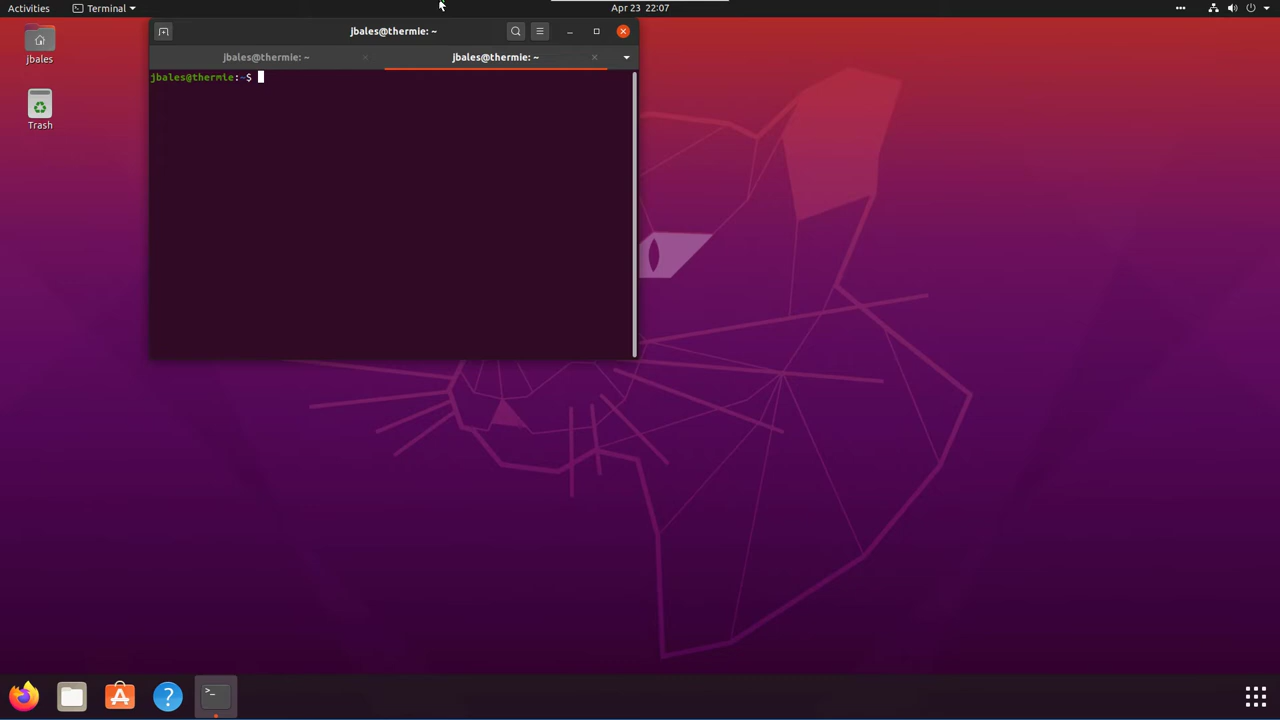 Activities Terminal Apr 23 22:07
jbales@thermie: ~
jbales@thermie: ~ jbales@thermie: ~
jbales@thermie:~$
jbales
Trash